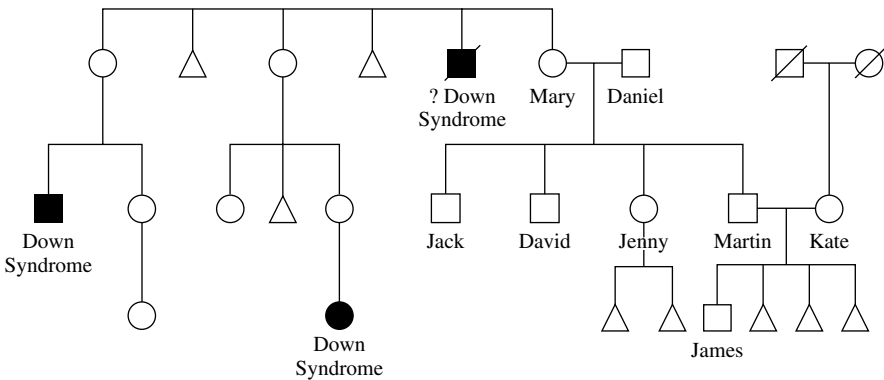 ? Down
Syndrome
Mary
Daniel
Down
Syndrome
Jack
David
Jenny
Martin
Kate
Down
Syndrome
James